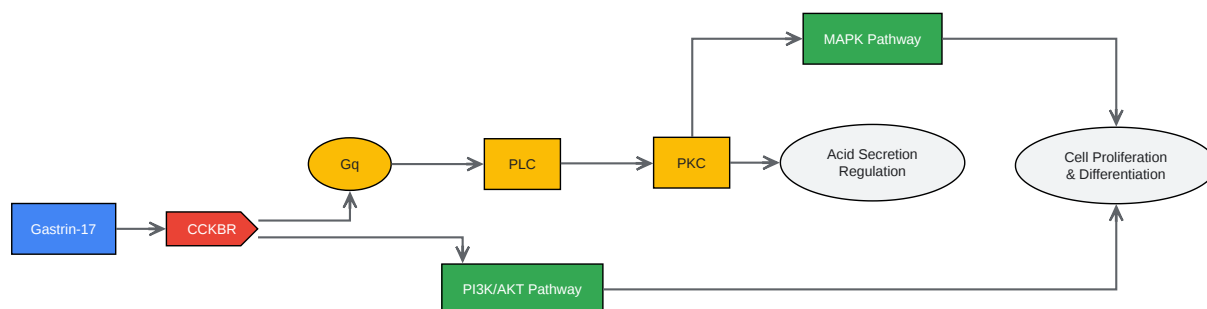 MAPK Pathway
Gq
PLC
PKC
Acid Secretion
Regulation
Cell Proliferation
& Differentiation
Gastrin-17
CCKBR
PI3K/AKT Pathway